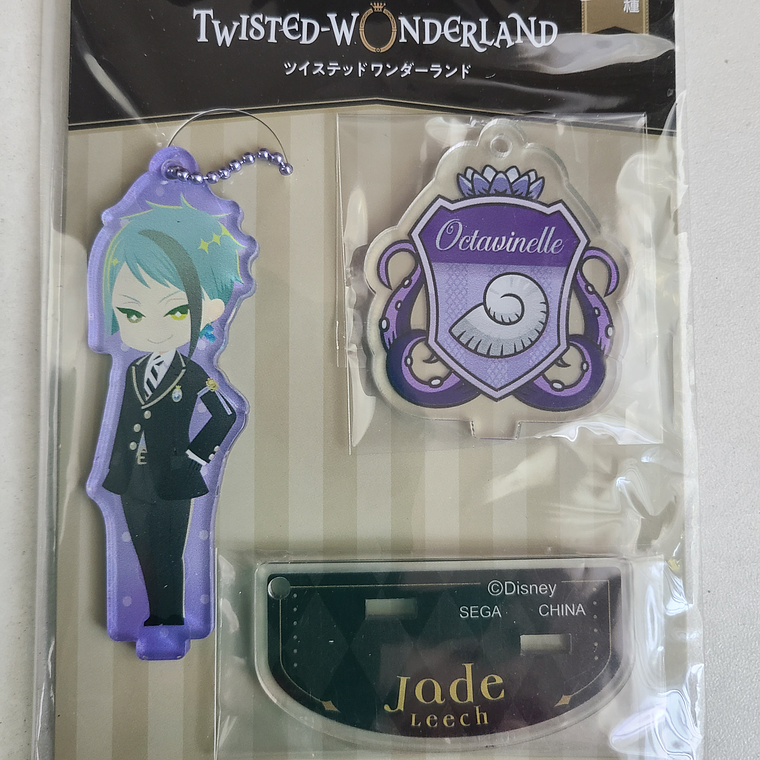 種
TWISTED-WONDERLAND
ツイステッドワンダーランド
Octavinelle
©Disney
SEGA CHINA
Jade
Leech